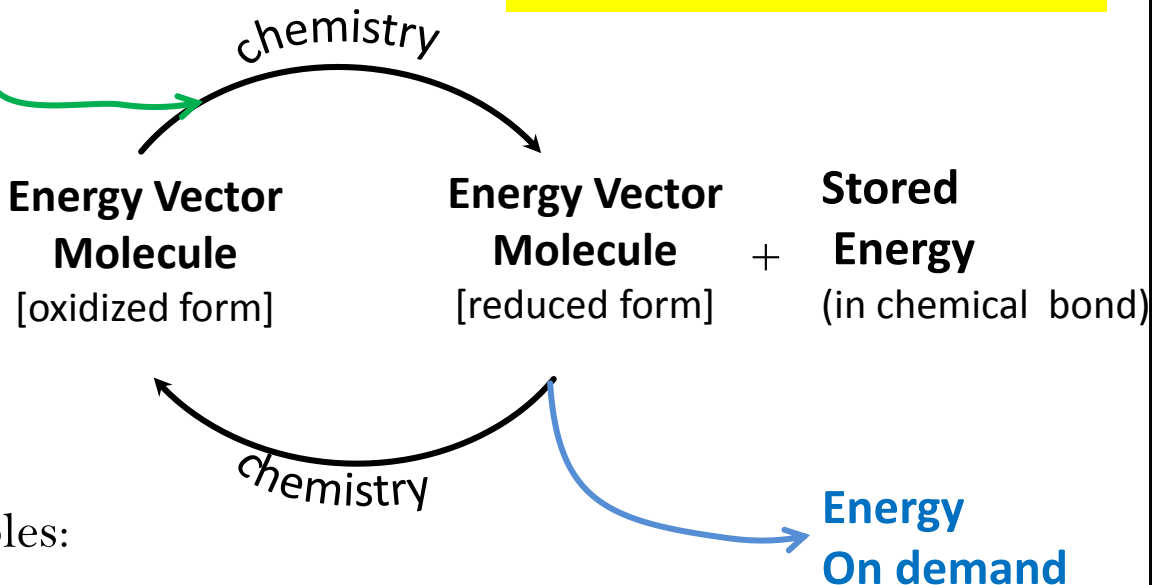 chemistry
Energy Vector
Molecule
[oxidized form]
Energy Vector
Molecule
[reduced form]
+
Stored
Energy
(in chemical bond)
chemistry
Energy
On demand
les: